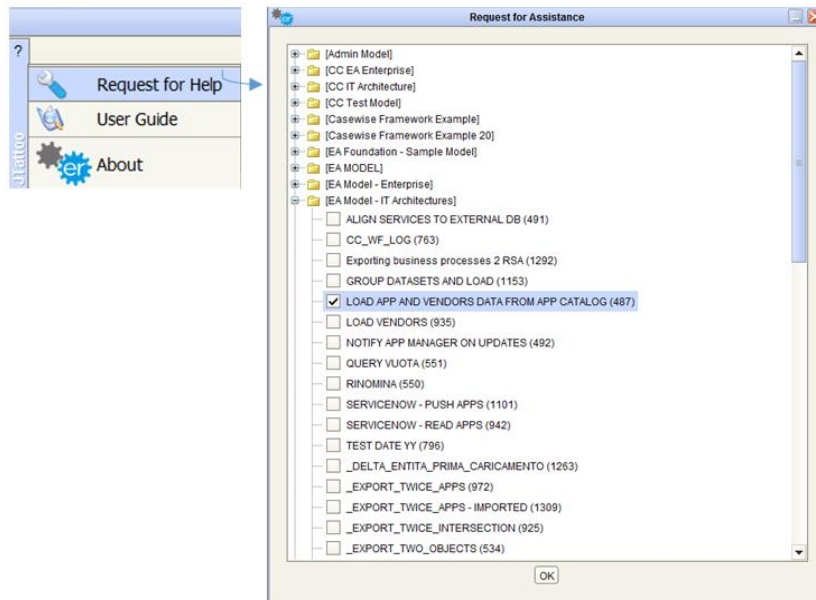 ?
Request for Help
User Guide
er
About
JTattoo
er
Request for Assistance
[Admin Model]
[CC EA Enterprise]
[CC IT Architecture]
[CC Test Model]
[Casewise Framework Example]
[Casewise Framework Example 20]
[EA Foundation - Sample Model]
[EA MODEL]
[EA Model - Enterprise]
[EA Model - IT Architectures]
ALIGN SERVICES TO EXTERNAL DB (491)
CC_WF_LOG (763)
Exporting business processes 2 RSA (1292)
GROUP DATASETS AND LOAD (1153)
LOAD APP AND VENDORS DATA FROM APP CATALOG (487)
LOAD VENDORS (935)
NOTIFY APP MANAGER ON UPDATES (492)
QUERY VUOTA (551)
RINOMINA (550)
SERVICENOW - PUSH APPS (1101)
SERVICENOW - READ APPS (942)
TEST DATE YY (796)
_DELTA_ENTITA_PRIMA_CARICAMENTO (1263)
_EXPORT_TWICE_APPS (972)
_EXPORT_TWICE_APPS - IMPORTED (1309)
_EXPORT_TWICE_INTERSECTION (925)
_EXPORT_TWO_OBJECTS (534)
OK